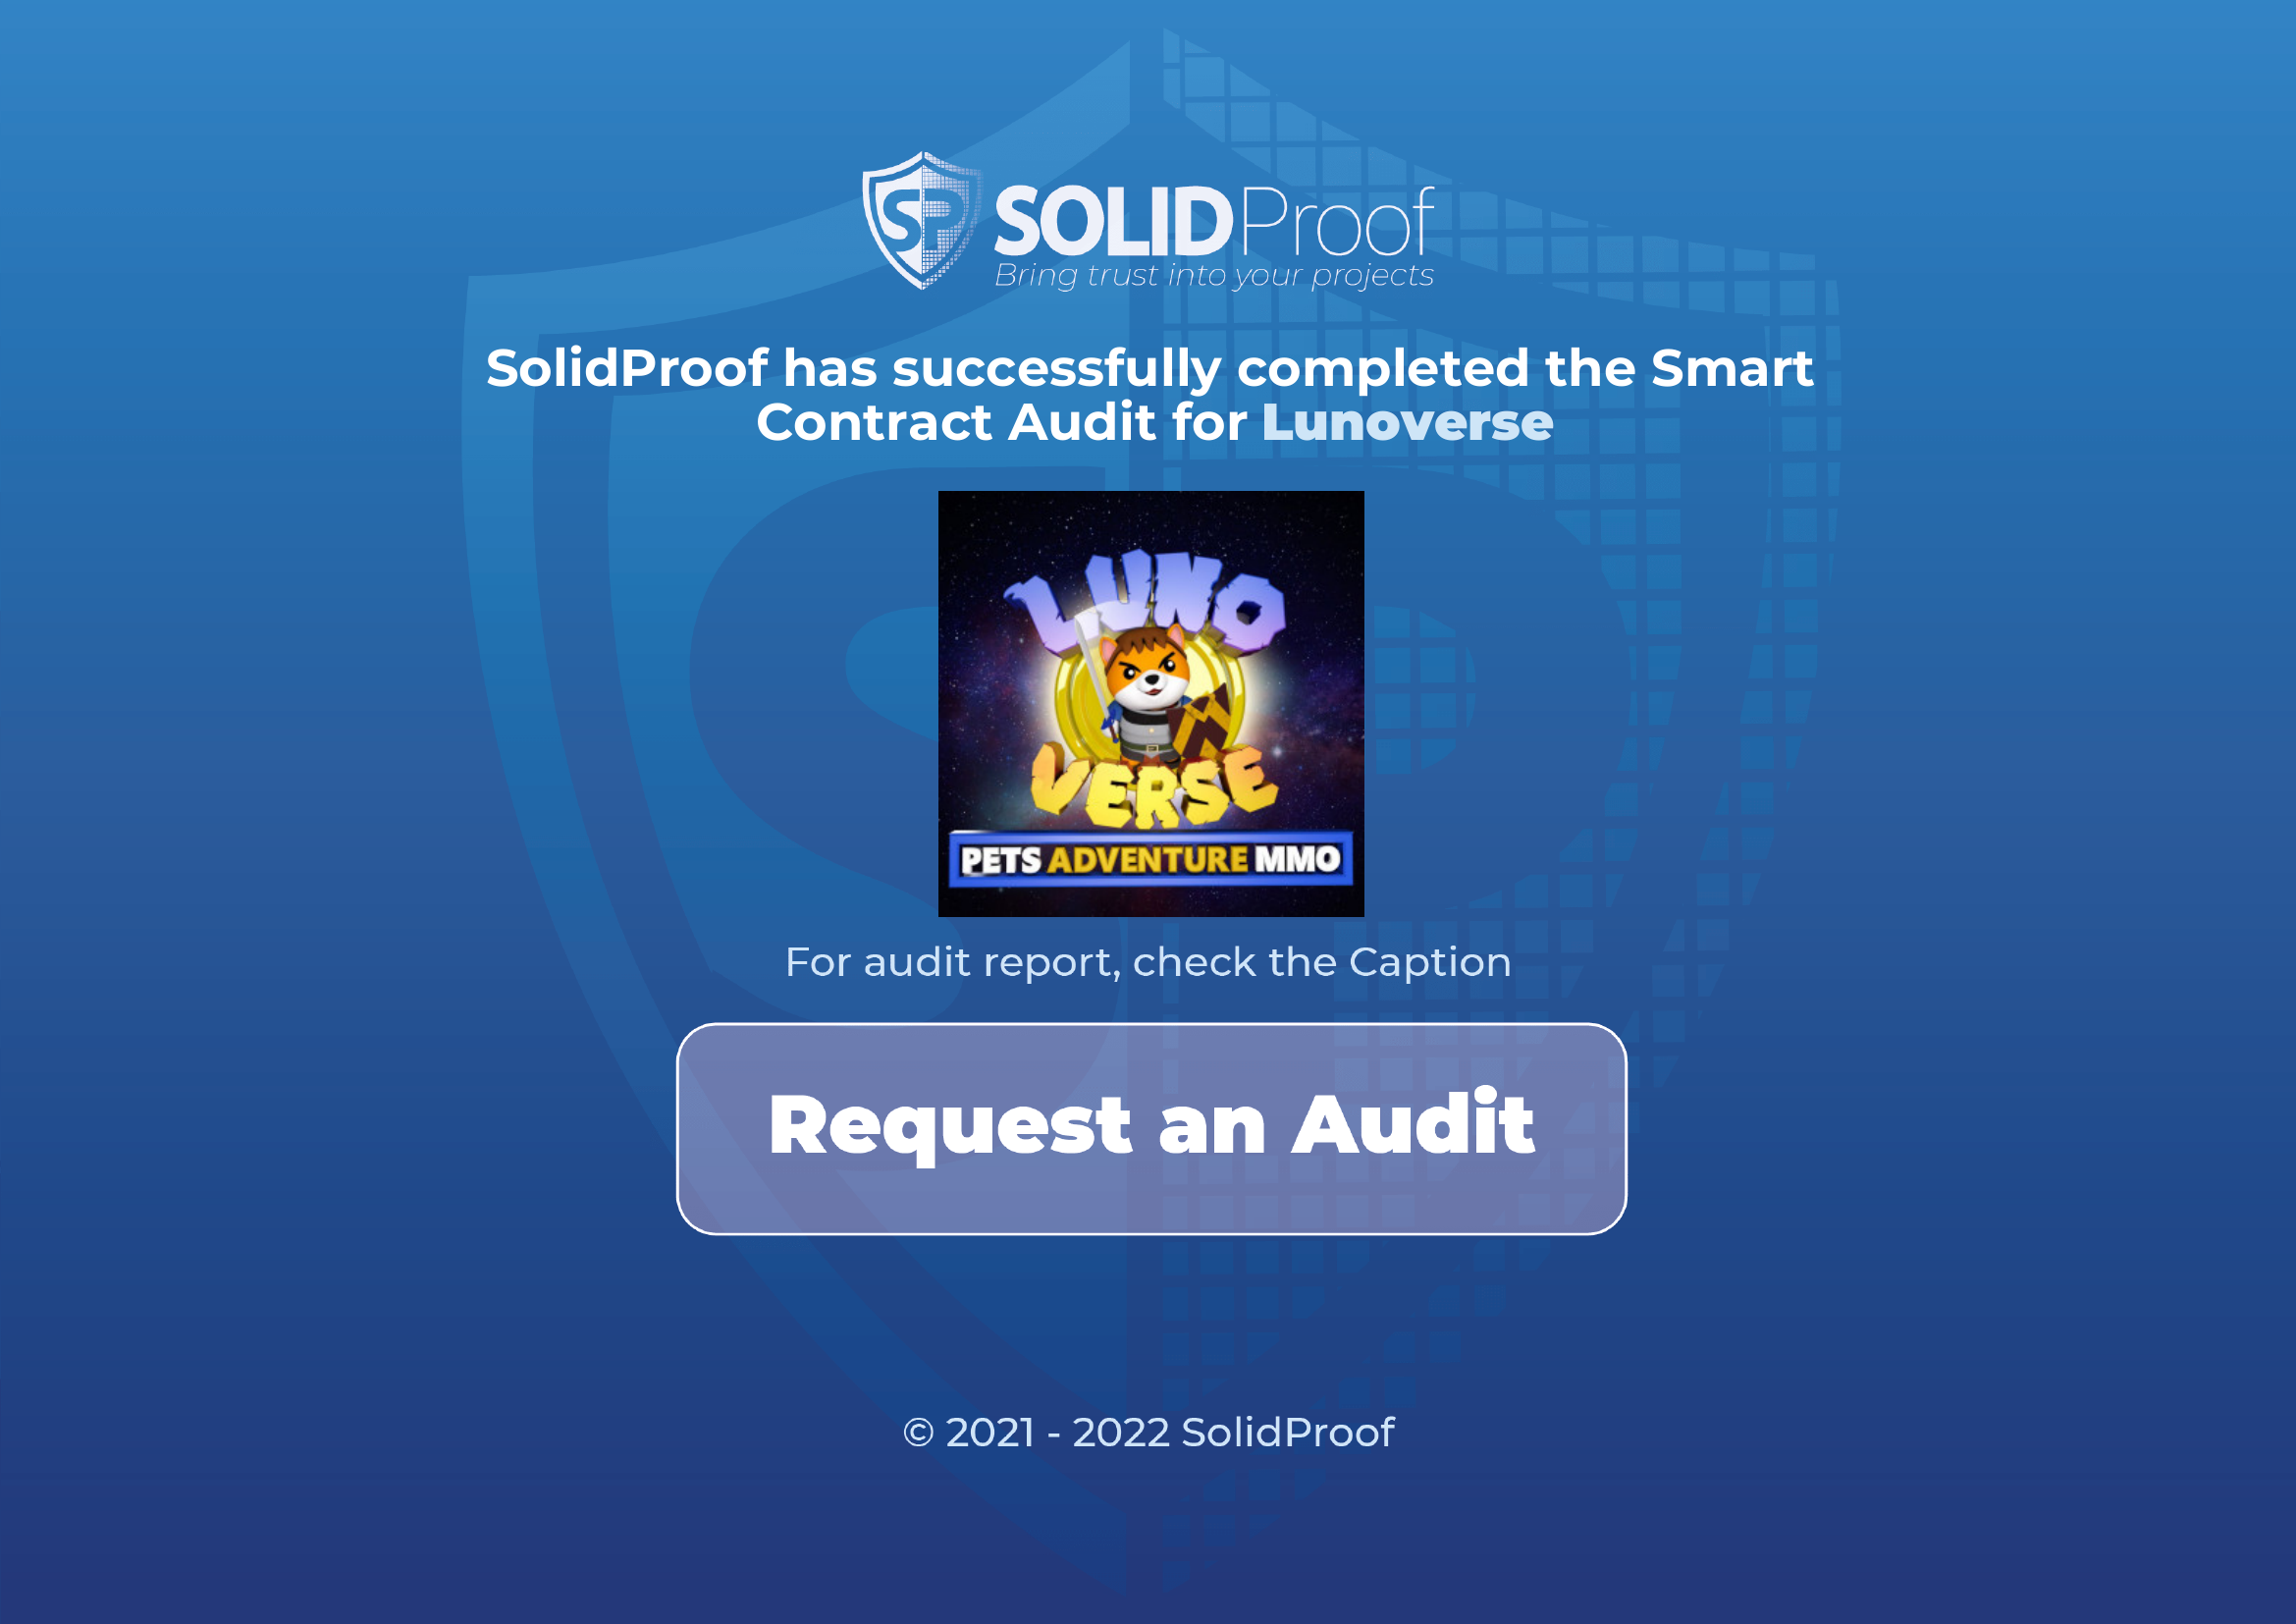 SP
SOLIDProof
Bring trust into your projects
SolidProof has successfully completed the Smart
Contract Audit for Lunoverse
LUNO
VERSE
PETS ADVENTURE MMO
For audit report, check the Caption
Request an Audit
© 2021 - 2022 SolidProof